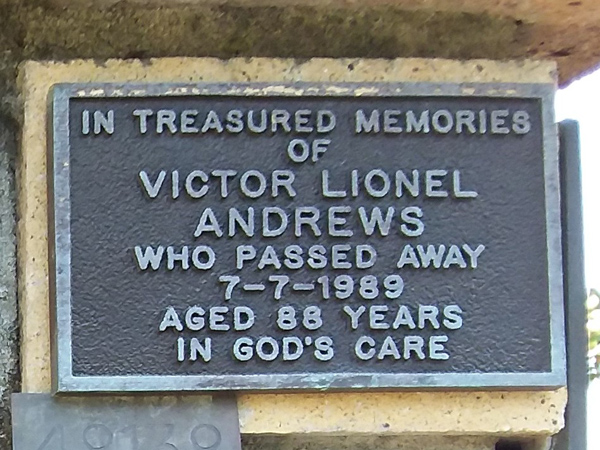 IN TREASURED MEMORIES
OF
VICTOR LIONEL
ANDREWS
WHO PASSED AWAY
7-7-1989
AGED 88 YEARS
IN GOD'S CARE